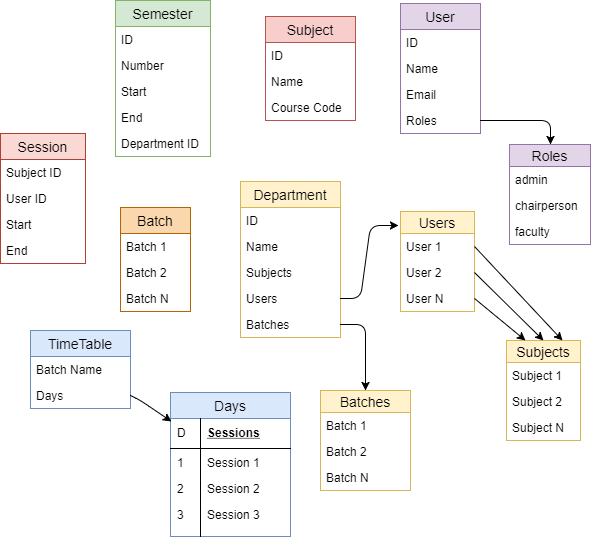 Semester
ID
Number
Start
End
Department ID
Subject
ID
Name
Course Code
User
ID
Name
Email
Roles
Roles
admin
chairperson
faculty
Session
Subject ID
User ID
Start
End
Batch
Batch 1
Batch 2
Batch N
Department
ID
Name
Subjects
Users
Batches
Users
User 1
User 2
User N
Subjects
Subject 1
Subject 2
Subject N
TimeTable
Batch Name
Days
Days
D Sessions
1 Session 1
2 Session 2
3 Session 3
Batches
Batch 1
Batch 2
Batch N